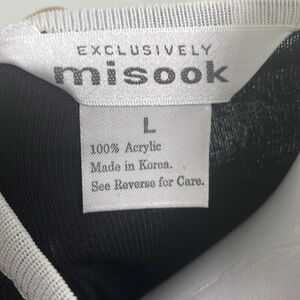 EXCLUSIVELY
misook
L
100% Acrylic
Made in Korea.
See Reverse for Care.